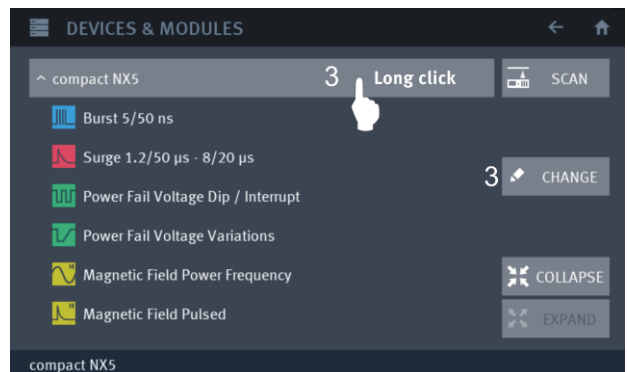 DEVICES & MODULES
compact NX5 3 Long click SCAN
Burst 5/50 ns
Surge 1.2/50 µs - 8/20 µs
3 CHANGE
Power Fail Voltage Dip / Interrupt
Power Fail Voltage Variations
Magnetic Field Power Frequency COLLAPSE
Magnetic Field Pulsed EXPAND
compact NX5